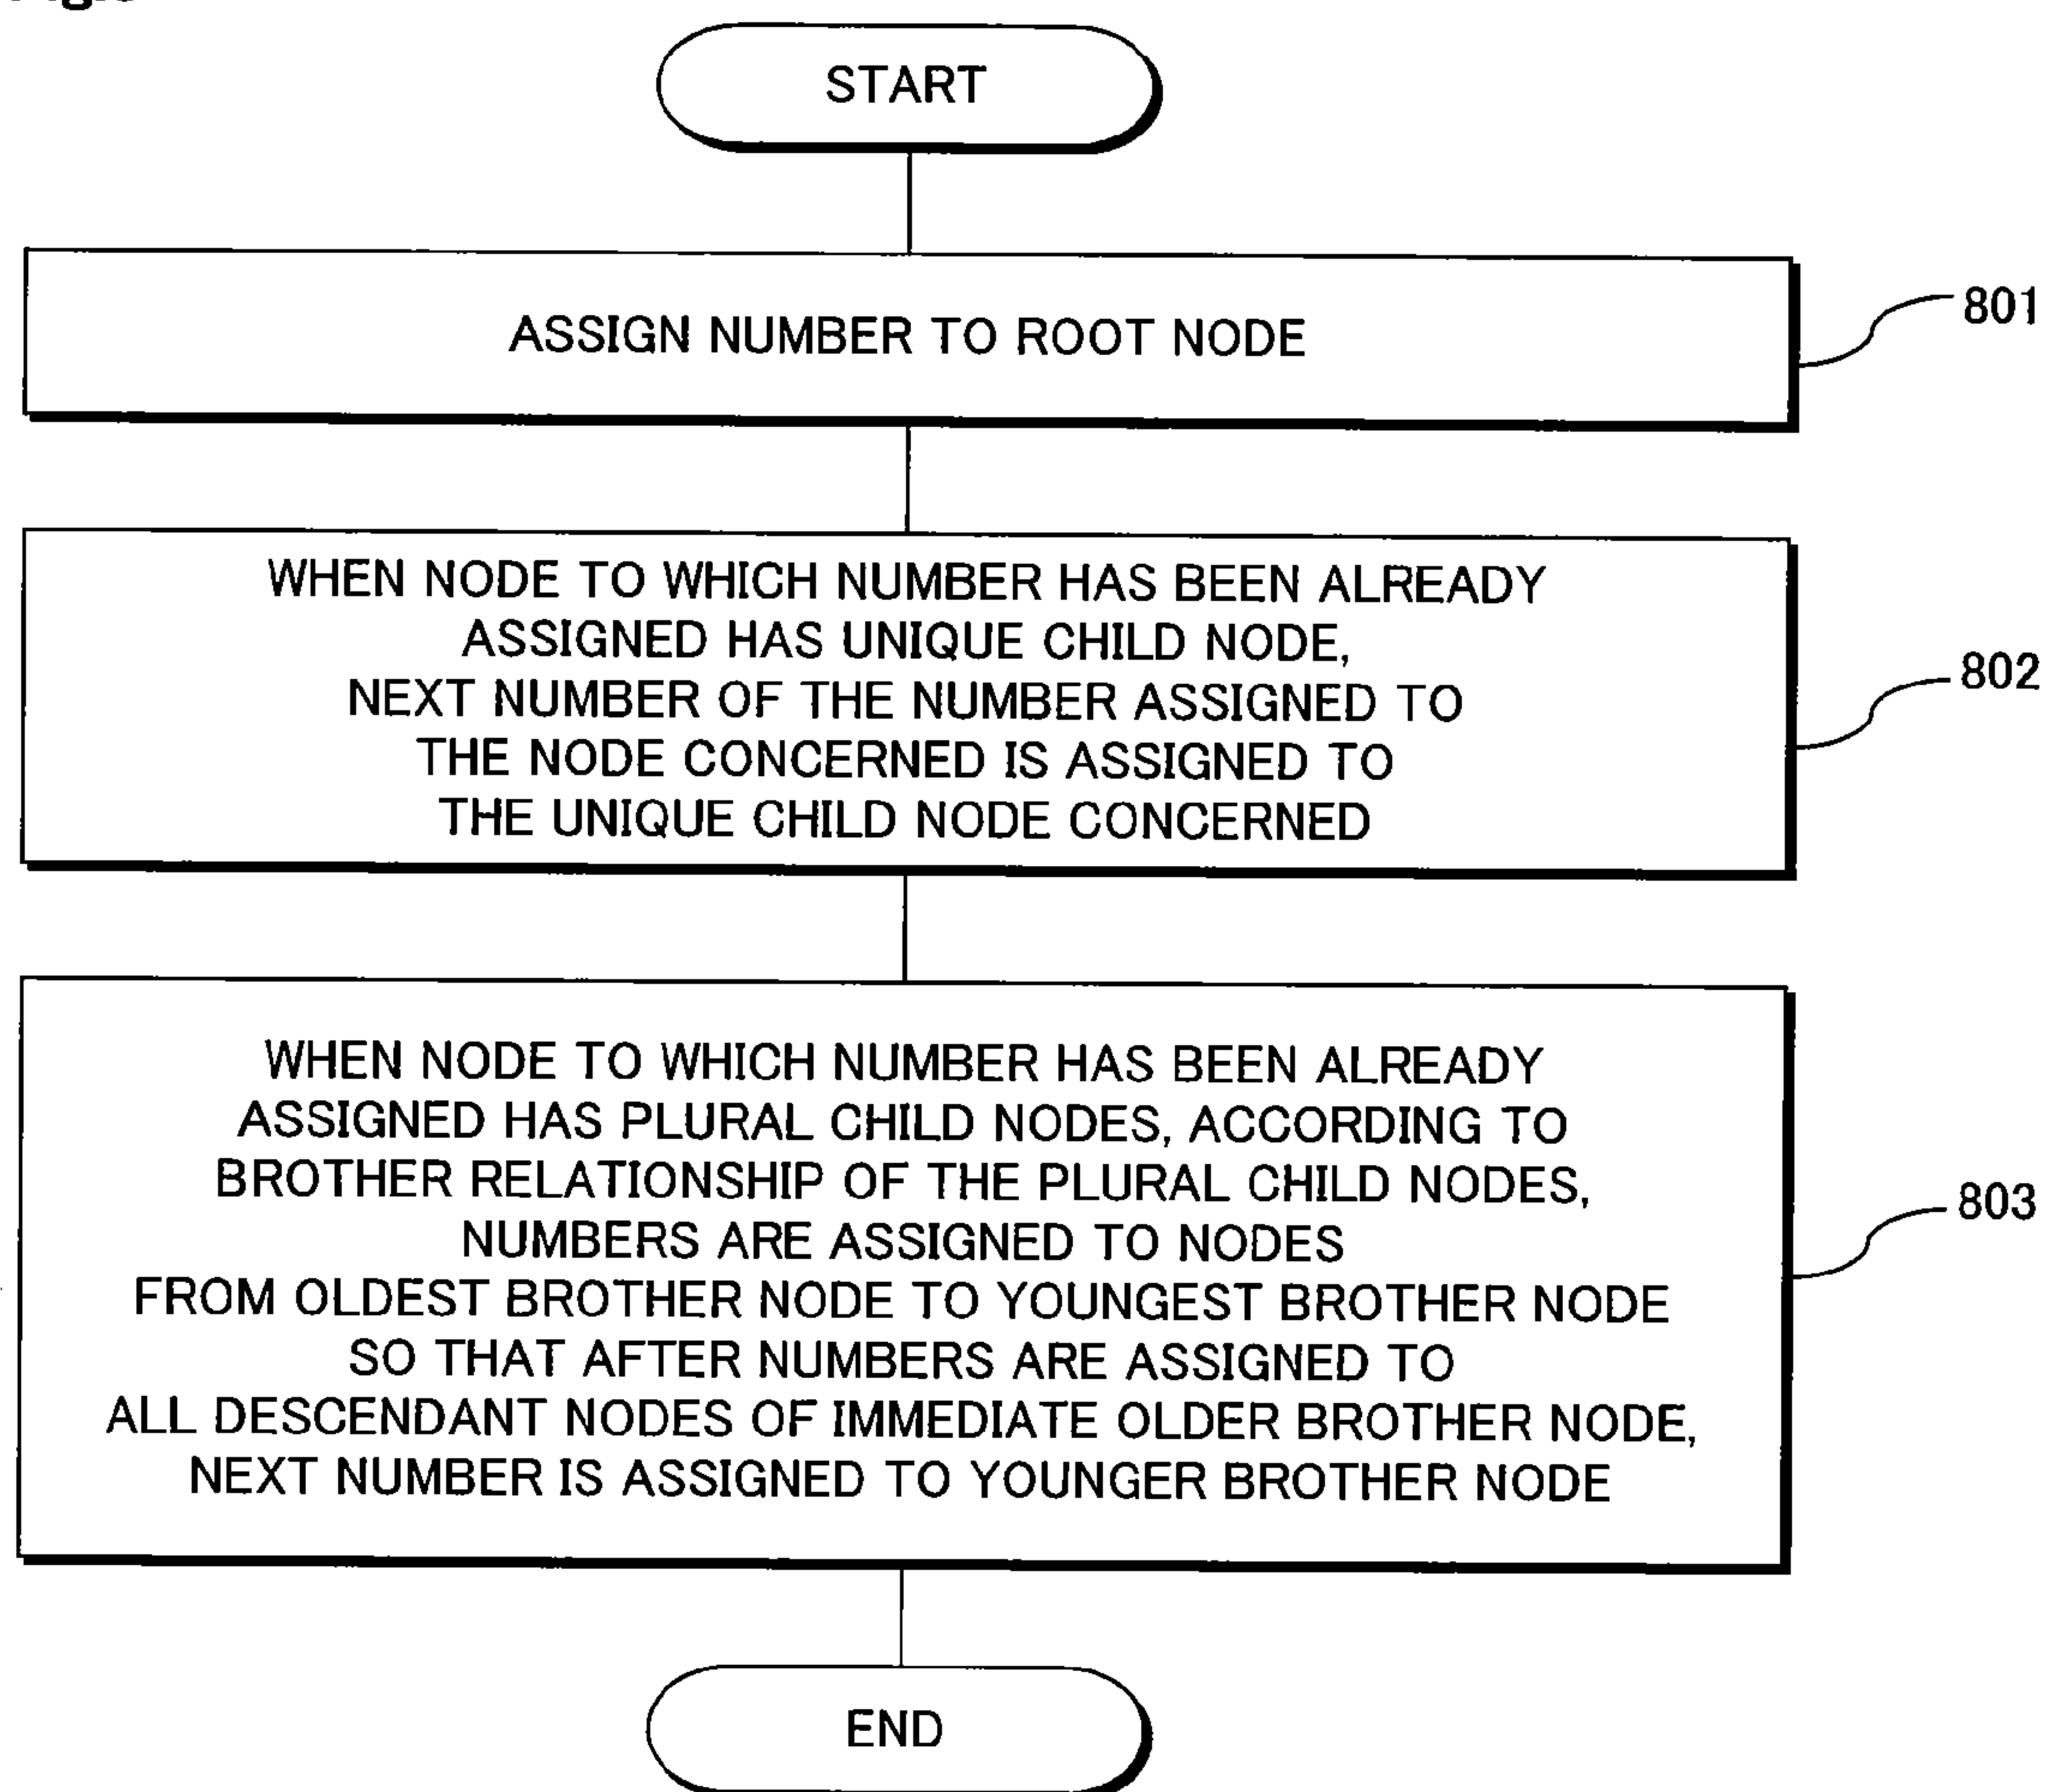 START
ASSIGN NUMBER TO ROOT NODE
801
WHEN NODE TO WHICH NUMBER HAS BEEN ALREADY
ASSIGNED HAS UNIQUE CHILD NODE,
NEXT NUMBER OF THE NUMBER ASSIGNED TO
THE NODE CONCERNED IS ASSIGNED TO
THE UNIQUE CHILD NODE CONCERNED
802
WHEN NODE TO WHICH NUMBER HAS BEEN ALREADY
ASSIGNED HAS PLURAL CHILD NODES, ACCORDING TO
BROTHER RELATIONSHIP OF THE PLURAL CHILD NODES,
NUMBERS ARE ASSIGNED TO NODES
FROM OLDEST BROTHER NODE TO YOUNGEST BROTHER NODE
SO THAT AFTER NUMBERS ARE ASSIGNED TO
ALL DESCENDANT NODES OF IMMEDIATE OLDER BROTHER NODE,
NEXT NUMBER IS ASSIGNED TO YOUNGER BROTHER NODE
803
END